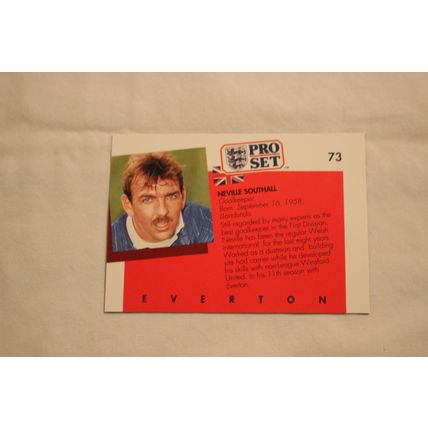 PRO
SET
TM
73
NEVILLE SOUTHALL
Goalkeeper
Born September 16, 1958,
Llandundo
Still regarded by many experts as the
best goalkeeper in the First Division,
Neville has been the regular Welsh
international for the last eight years.
Worked as a dustman and building
site hod carrier while he developed
his skills with non-League Winsford
United. In his 11th season with
Everton.
EVERTON